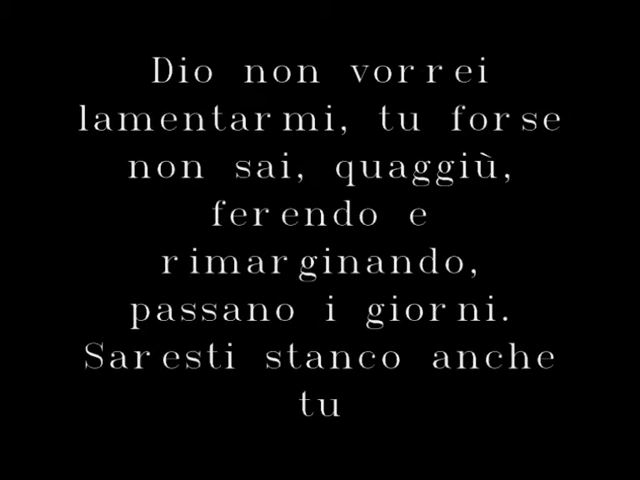 Dio non vorrei
lamentarmi, tu forse
non sai, quaggiù,
ferendo e
rimarginando,
passano i giorni.
Saresti stanco anche
tu